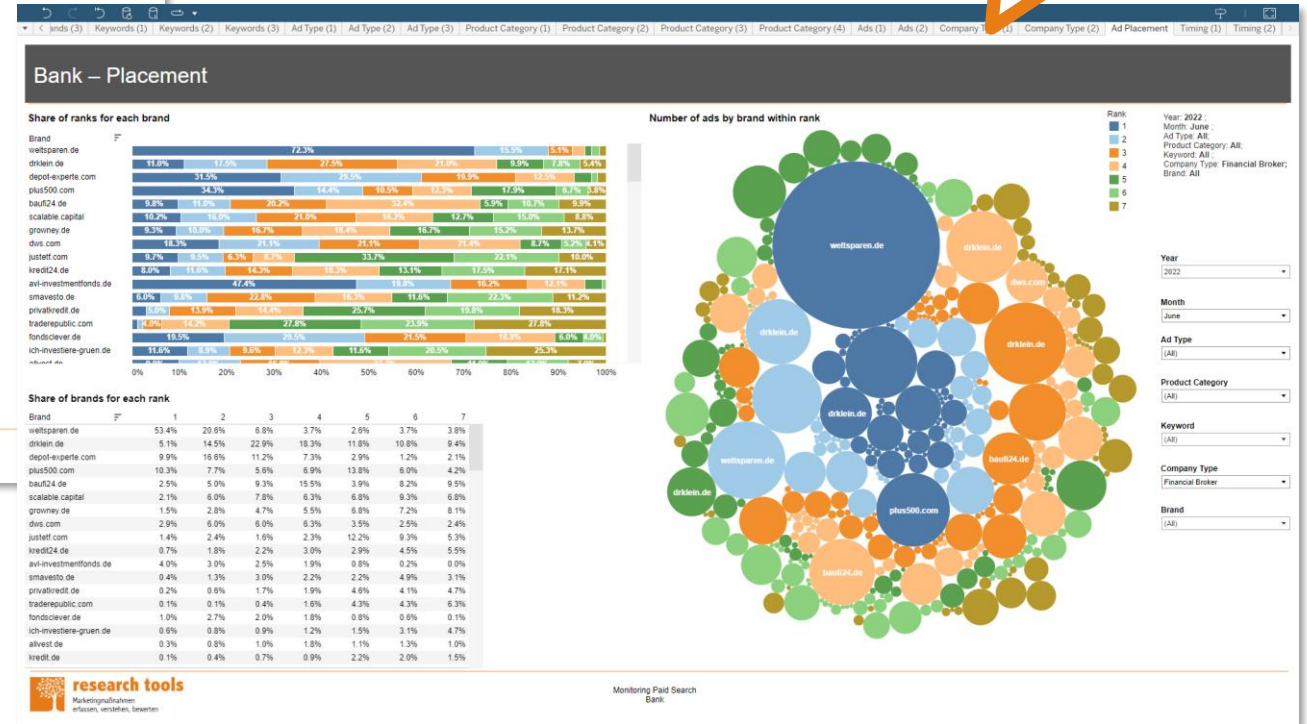 ands (3) Keywords (1) Keywords (2) Keywords (3) Ad Type (1) Ad Type (2) Ad Type (3) Product Category (1) Product Category (2) Product Category (3) Product Category (4) Ads (1) Ads (2) Company T (1) Company Type (2) Ad Placement Timing (1) Timing (2)
Bank – Placement
Share of ranks for each brand
Brand
weltsparen.de 72.3% 15.5% 5.1%
drklein.de 11.0% 17.5% 27.5% 21.0% 9.9% 7.8% 5.4%
depot-experte.com 31.5% 29.5% 19.9% 12.5%
plus500.com 34.3% 14.4% 10.5% 12.3% 17.9% 6.7% 3.8%
baufi24.de 9.8% 11.0% 20.2% 32.4% 5.9% 10.7% 9.9%
scalable.capital 10.2% 16.0% 21.0% 16.3% 12.7% 15.0% 8.8%
growney.de 9.3% 10.0% 16.7% 18.4% 16.7% 15.2% 13.7%
dws.com 18.3% 21.1% 21.1% 21.4% 8.7% 5.2% 4.1%
justetf.com 9.7% 9.5% 6.3% 8.7% 33.7% 22.1% 10.0%
kredit24.de 8.0% 11.6% 14.3% 18.3% 13.1% 17.5% 17.1%
avl-investmentfonds.de 47.4% 19.8% 16.2% 12.1%
smavesto.de 6.0% 9.8% 22.8% 16.3% 11.6% 22.3% 11.2%
privatkredit.de 5.0% 13.9% 14.4% 25.7% 19.8% 18.3%
traderepublic.com 4.0% 14.2% 27.8% 23.9% 27.8%
fondsclever.de 19.5% 29.5% 21.5% 16.8% 6.0% 4.0%
ich-investiere-gruen.de 11.6% 8.9% 9.6% 12.3% 11.6% 20.5% 25.3%
0% 10% 20% 30% 40% 50% 60% 70% 80% 90% 100%
Share of brands for each rank
Brand 1 2 3 4 5 6 7
weltsparen.de 53.4% 20.6% 6.8% 3.7% 2.6% 3.7% 3.8%
drklein.de 5.1% 14.5% 22.9% 18.3% 11.8% 10.8% 9.4%
depot-experte.com 9.9% 16.6% 11.2% 7.3% 2.9% 1.2% 2.1%
plus500.com 10.3% 7.7% 5.6% 6.9% 13.8% 6.0% 4.2%
baufi24.de 2.5% 5.0% 9.3% 15.5% 3.9% 8.2% 9.5%
scalable.capital 2.1% 6.0% 7.8% 6.3% 6.8% 9.3% 6.8%
growney.de 1.5% 2.8% 4.7% 5.5% 6.8% 7.2% 8.1%
dws.com 2.9% 6.0% 6.0% 6.3% 3.5% 2.5% 2.4%
justetf.com 1.4% 2.4% 1.6% 2.3% 12.2% 9.3% 5.3%
kredit24.de 0.7% 1.8% 2.2% 3.0% 2.9% 4.5% 5.5%
avl-investmentfonds.de 4.0% 3.0% 2.5% 1.9% 0.8% 0.2% 0.0%
smavesto.de 0.4% 1.3% 3.0% 2.2% 2.2% 4.9% 3.1%
privatkredit.de 0.2% 0.6% 1.7% 1.9% 4.6% 4.1% 4.7%
traderepublic.com 0.1% 0.1% 0.4% 1.6% 4.3% 4.3% 6.3%
fondsclever.de 1.0% 2.7% 2.0% 1.8% 0.8% 0.6% 0.1%
ich-investiere-gruen.de 0.6% 0.8% 0.9% 1.2% 1.5% 3.1% 4.7%
allvest.de 0.3% 0.8% 1.0% 1.8% 1.1% 1.3% 1.0%
kredit.de 0.1% 0.4% 0.7% 0.9% 2.2% 2.0% 1.5%
Number of ads by brand within rank
weltsparen.de
drklein.de
dws.com
drklein.de
drklein.de
drklein.de
weltsparen.de
baufi24.de
drklein.de
plus500.com
baufi24.de
Rank
1
2
3
4
5
6
7
Year: 2022 ;
Month: June ;
Ad Type: All;
Product Category: All;
Keyword: All ;
Company Type: Financial Broker;
Brand: All
Year
2022
Month
June
Ad Type
(All)
Product Category
(All)
Keyword
(All)
Company Type
Financial Broker
Brand
(All)
research tools
Marketingmaßnahmen
erfassen, verstehen, bewerten
Monitoring Paid Search
Bank